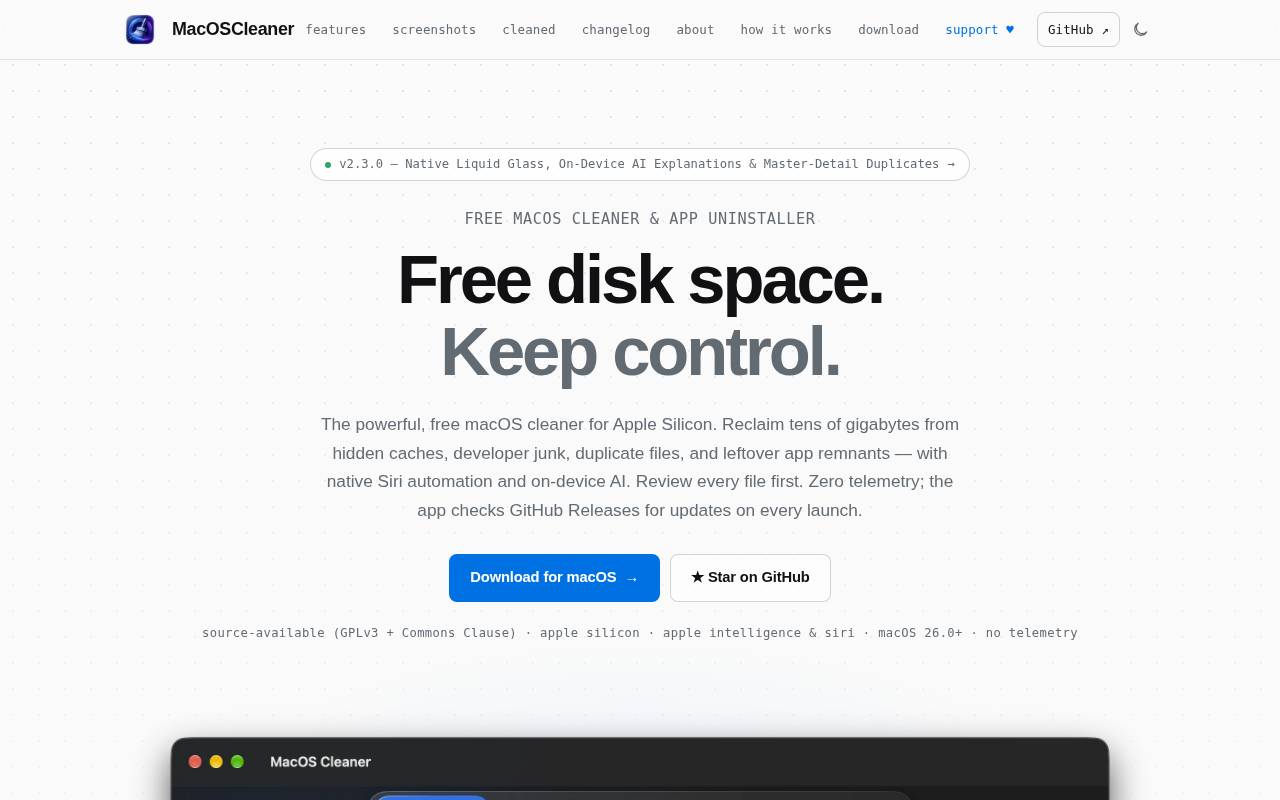 MacOSCleaner features screenshots cleaned changelog about how it works download support ♥ GitHub ↗
v2.3.0 — Native Liquid Glass, On-Device AI Explanations & Master-Detail Duplicates →
FREE MACOS CLEANER & APP UNINSTALLER
Free disk space.
Keep control.
The powerful, free macOS cleaner for Apple Silicon. Reclaim tens of gigabytes from
hidden caches, developer junk, duplicate files, and leftover app remnants — with
native Siri automation and on-device AI. Review every file first. Zero telemetry; the
app checks GitHub Releases for updates on every launch.
Download for macOS → ★ Star on GitHub
source-available (GPLv3 + Commons Clause) · apple silicon · apple intelligence & siri · macOS 26.0+ · no telemetry
MacOS Cleaner